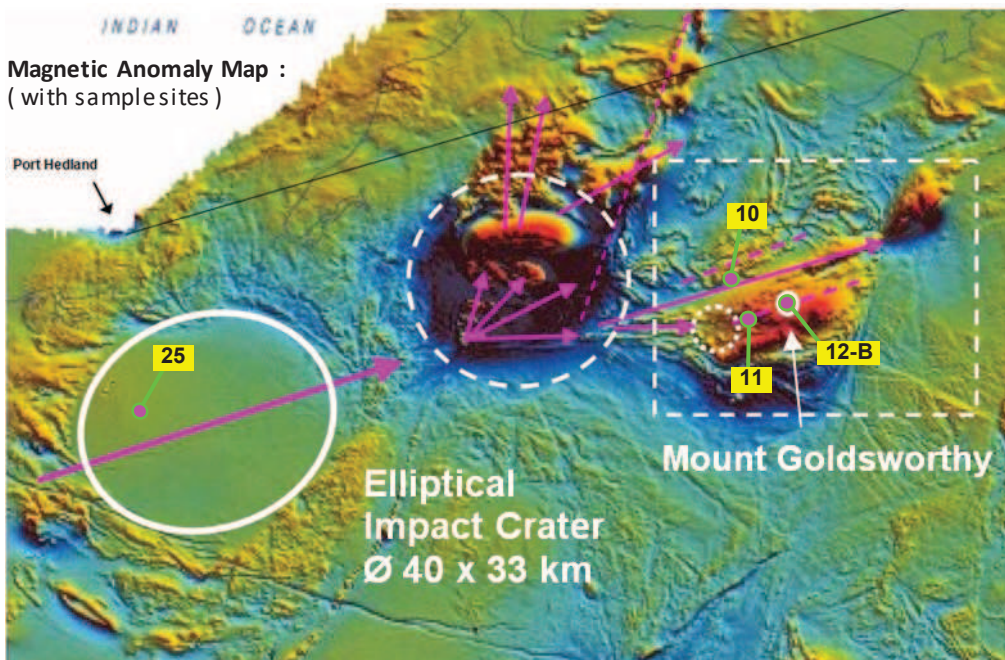 INDIAN OCEAN
Magnetic Anomaly Map :
( with sample sites )
Port Hedland
10
25
12-B
11
Mount Goldsworthy
Elliptical
Impact Crater
Ø 40 x 33 km